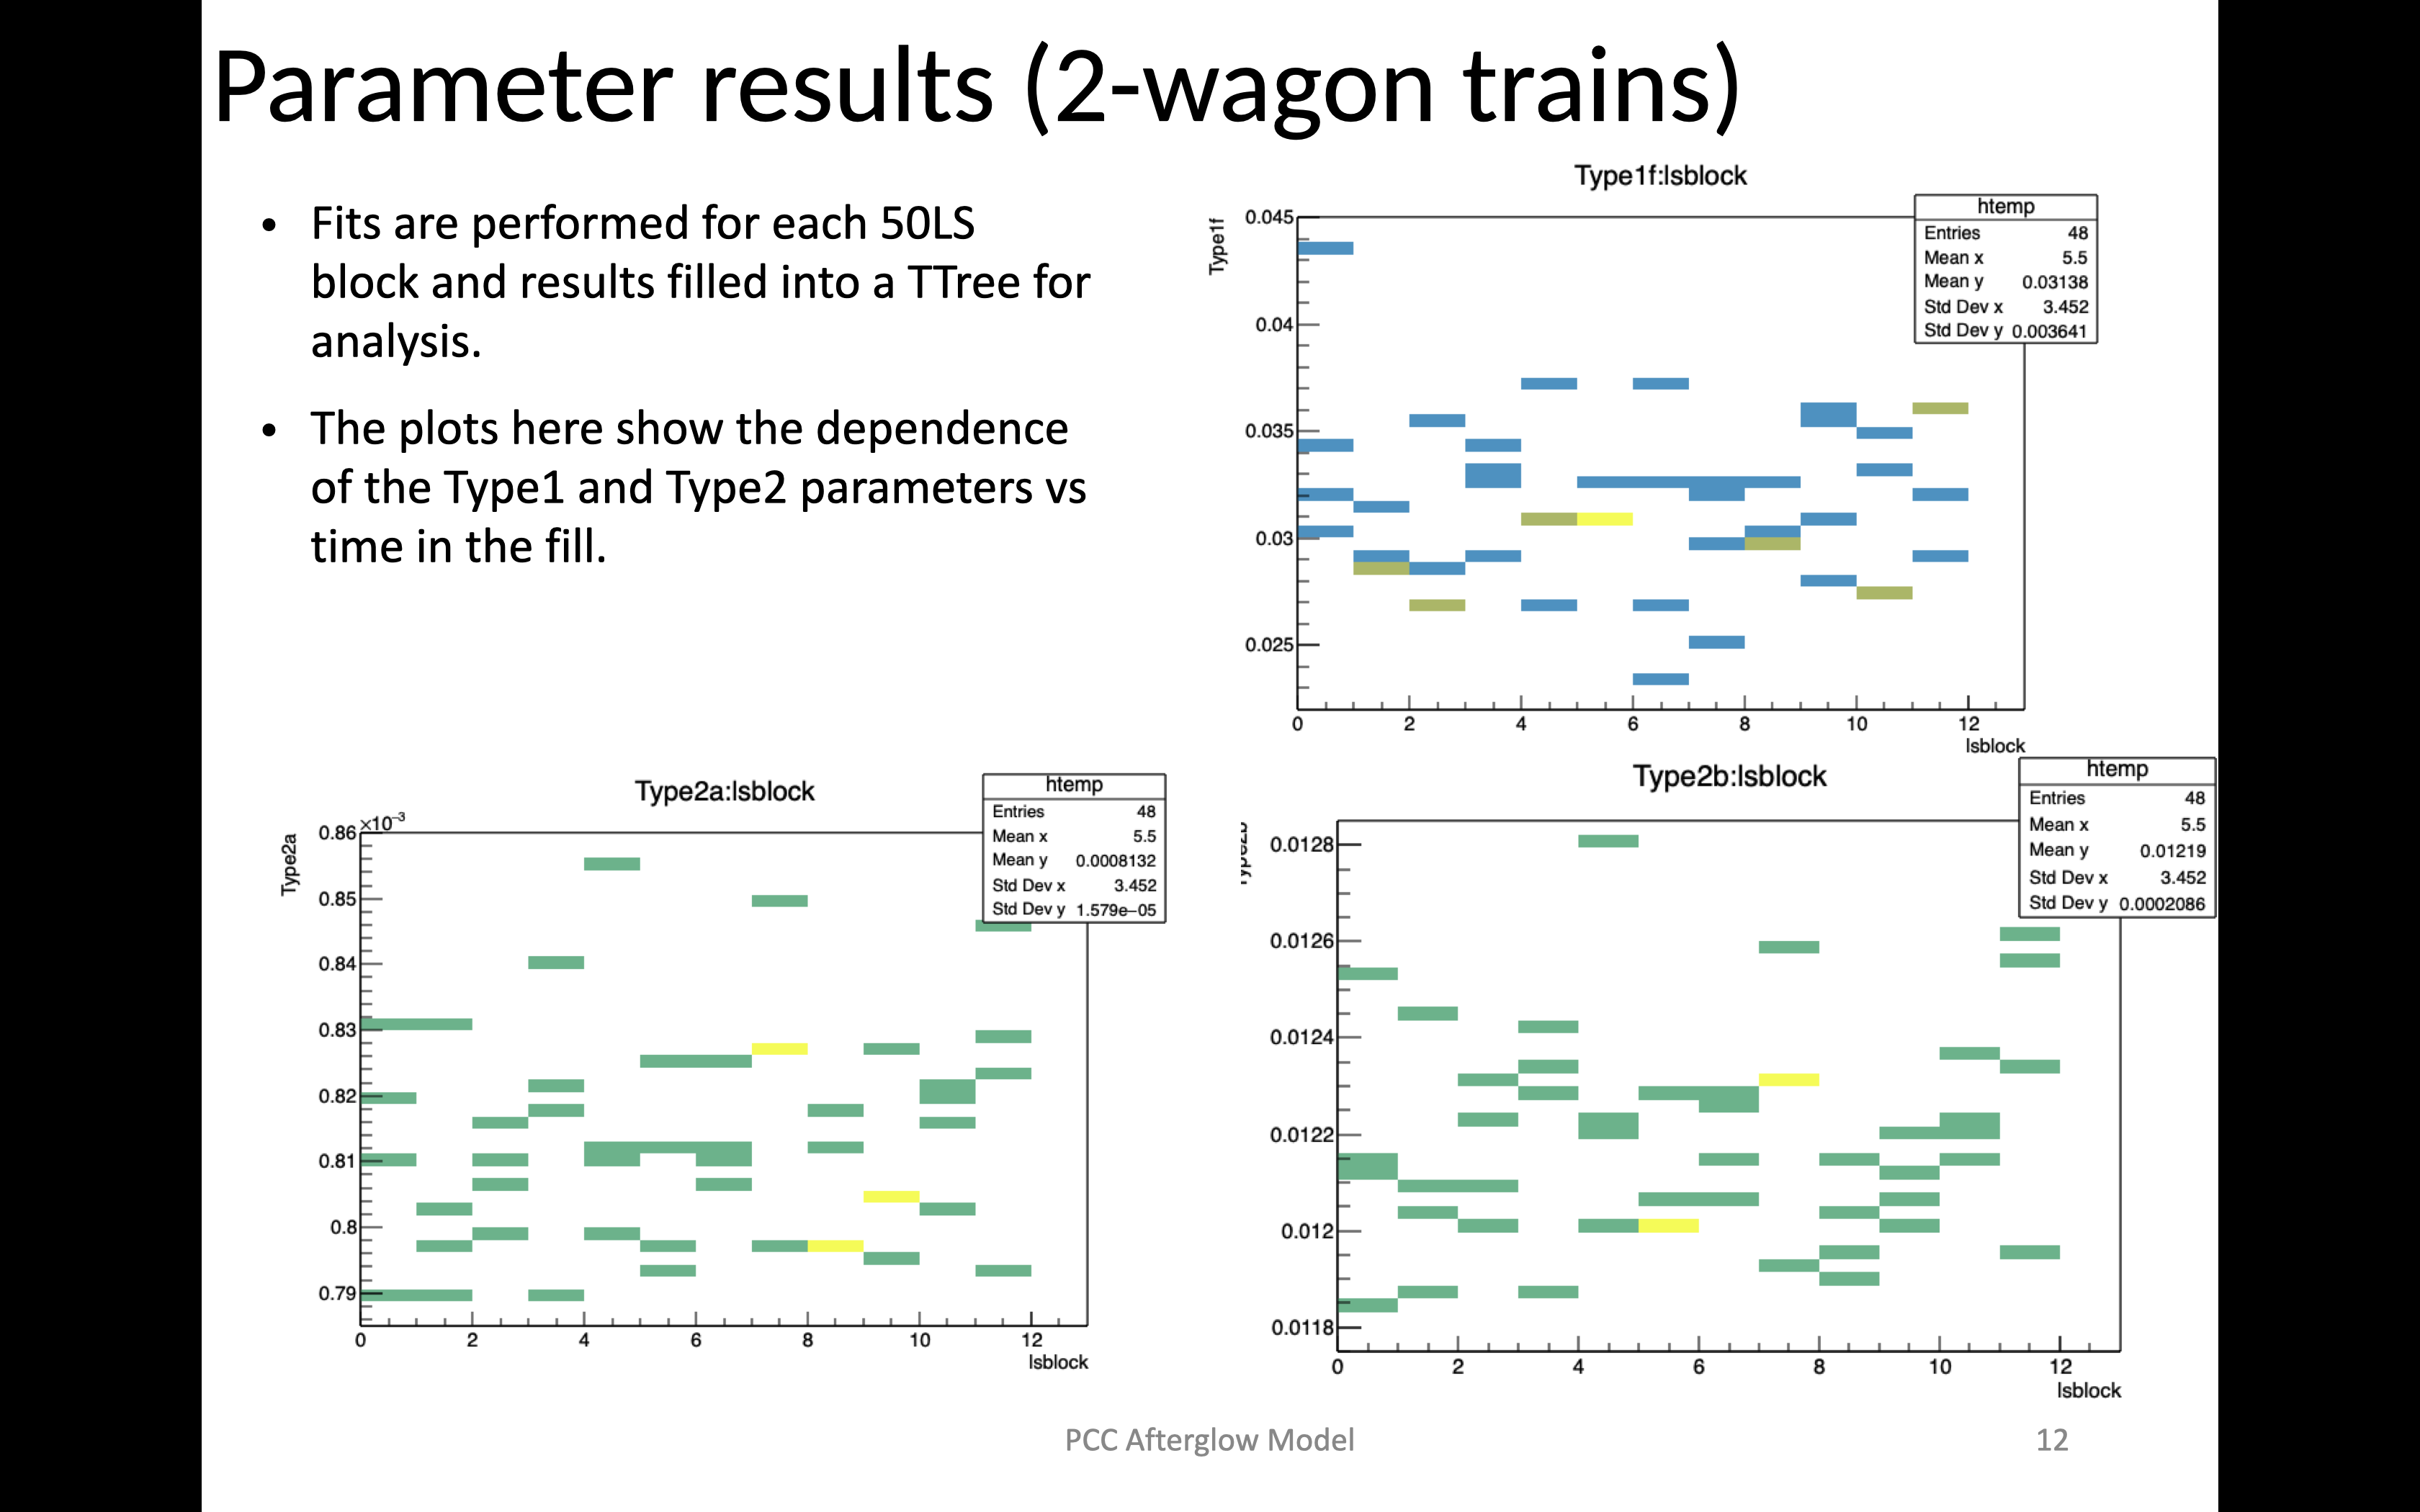 Parameter results (2-wagon trains)
• Fits are performed for each 50LS
block and results filled into a TTree for
analysis.
• The plots here show the dependence
of the Type1 and Type2 parameters vs
time in the fill.
Type1f:lsblock
Type1f
htemp
Entries 48
Mean x 5.5
Mean y 0.03138
Std Dev x 3.452
Std Dev y 0.003641
0.045
0.04
0.035
0.03
0.025
0 2 4 6 8 10 12
lsblock
Type2a:lsblock
Type2a
×10⁻³
htemp
Entries 48
Mean x 5.5
Mean y 0.0008132
Std Dev x 3.452
Std Dev y 1.579e−05
0.86
0.85
0.84
0.83
0.82
0.81
0.8
0.79
0 2 4 6 8 10 12
lsblock
Type2b:lsblock
Type2b
htemp
Entries 48
Mean x 5.5
Mean y 0.01219
Std Dev x 3.452
Std Dev y 0.0002086
0.0128
0.0126
0.0124
0.0122
0.012
0.0118
0 2 4 6 8 10 12
lsblock
PCC Afterglow Model
12